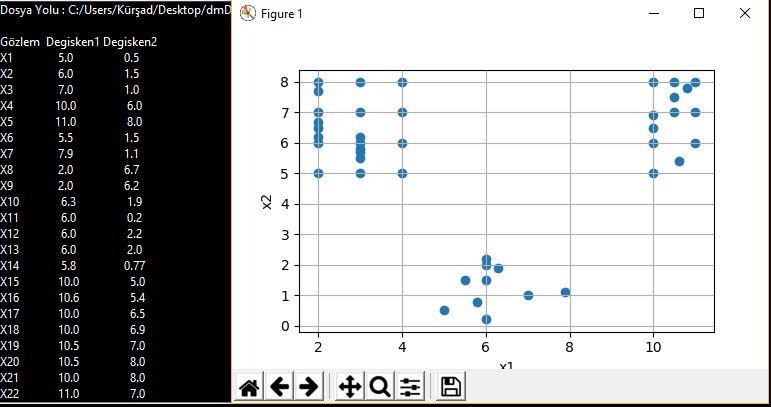 Dosya Yolu : C:/Users/Kürşad/Desktop/dmD
Gözlem Degisken1 Degisken2
X1 5.0 0.5
X2 6.0 1.5
X3 7.0 1.0
X4 10.0 6.0
X5 11.0 8.0
X6 5.5 1.5
X7 7.9 1.1
X8 2.0 6.7
X9 2.0 6.2
X10 6.3 1.9
X11 6.0 0.2
X12 6.0 2.2
X13 6.0 2.0
X14 5.8 0.77
X15 10.0 5.0
X16 10.6 5.4
X17 10.0 6.5
X18 10.0 6.9
X19 10.5 7.0
X20 10.5 8.0
X21 10.0 8.0
X22 11.0 7.0
Figure 1
8
7
6
5
4
3
2
1
0
x2
2 4 6 8 10
x1